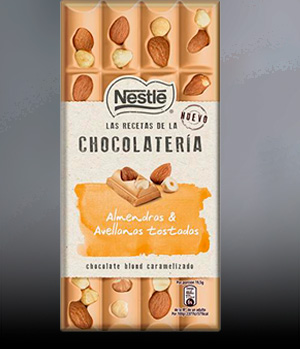 Nestlé
NUEVO
LAS RECETAS DE LA
CHOCOLATERÍA
Almendras &
Avellanas tostadas
chocolate blond caramelizado